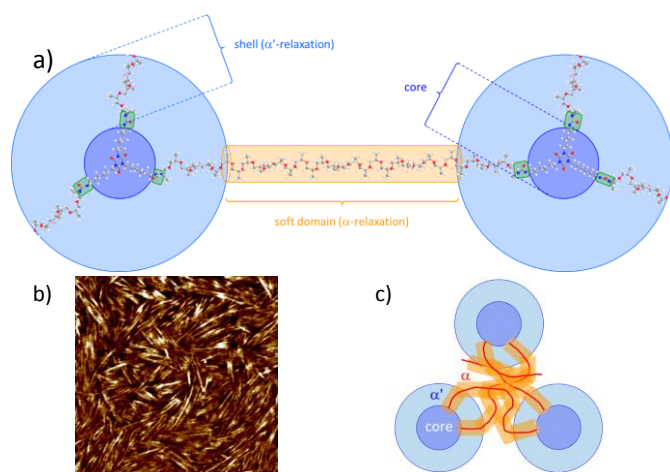 shell (α'-relaxation)
a)
core
soft domain (α-relaxation)
b)
c)
α
α'
core